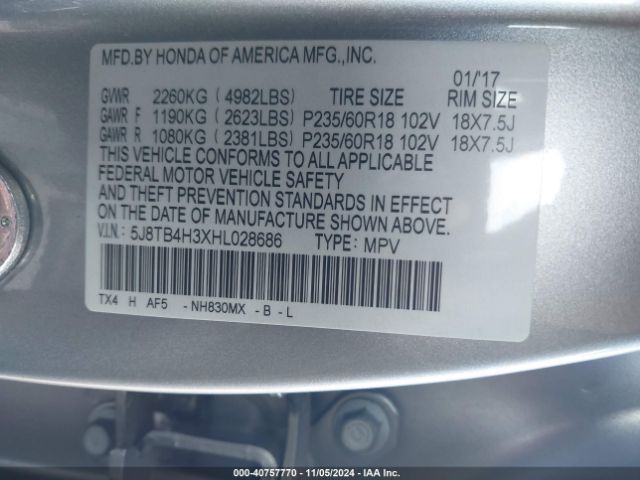 MFD.BY HONDA OF AMERICA MFG.,INC.
01/'17
GVWR 2260KG (4982LBS) TIRE SIZE RIM SIZE
GAWR F 1190KG (2623LBS) P235/60R18 102V 18X7.5J
GAWR R 1080KG (2381LBS) P235/60R18 102V 18X7.5J
THIS VEHICLE CONFORMS TO ALL APPLICABLE
FEDERAL MOTOR VEHICLE SAFETY
AND THEFT PREVENTION STANDARDS IN EFFECT
ON THE DATE OF MANUFACTURE SHOWN ABOVE.
V.I.N.: 5J8TB4H3XHL028686 TYPE: MPV
TX4 H AF5 - NH830MX - B - L
000-40757770 - 11/05/2024 - IAA Inc.